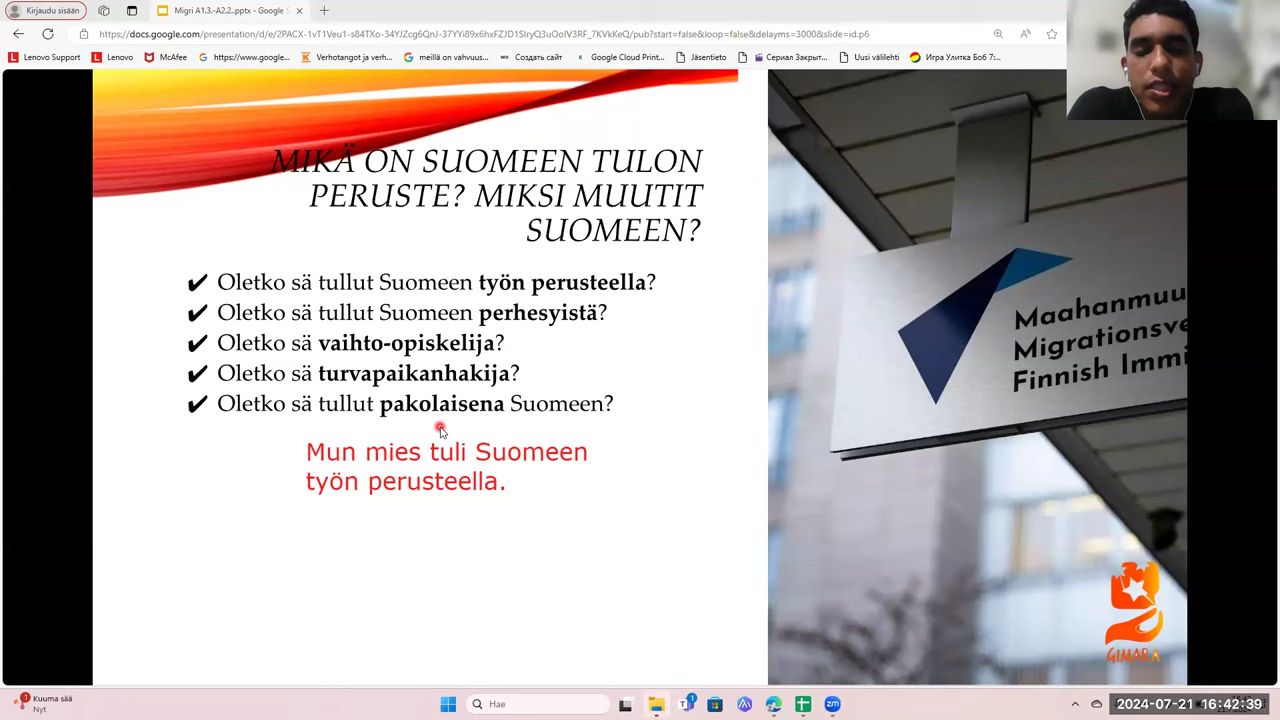 Kirjaudu sisään
Migri A1.3.-A2.2..pptx - Google S
https://docs.google.com/presentation/d/e/2PACX-1vT1Veu1-s84TXo-34YJZcg6QnJ-37YYi89x6hxFZJD1SIryQ3uOoIV3RF_7KVkKeQ/pub?start=false&loop=false&delayms=3000&slide=id.p6
Lenovo Support
Lenovo
McAfee
https://www.google...
Verhotangot ja verh...
meillä on vahvuus...
Создать сайт
Google Cloud Print...
Jäsentieto
Сериал Закрыт...
Uusi välilehti
Игра Улитка Боб 7:...
MIKÄ ON SUOMEEN TULON
PERUSTE? MIKSI MUUTIT
SUOMEEN?
✔ Oletko sä tullut Suomeen työn perusteella?
✔ Oletko sä tullut Suomeen perhesyistä?
✔ Oletko sä vaihto-opiskelija?
✔ Oletko sä turvapaikanhakija?
✔ Oletko sä tullut pakolaisena Suomeen?
Mun mies tuli Suomeen
työn perusteella.
Maahanmuu
Migrationsve
Finnish Immi
GIMARA
1
Kuuma sää
Nyt
Hae
1
zm
2024-07-21 16:42:39